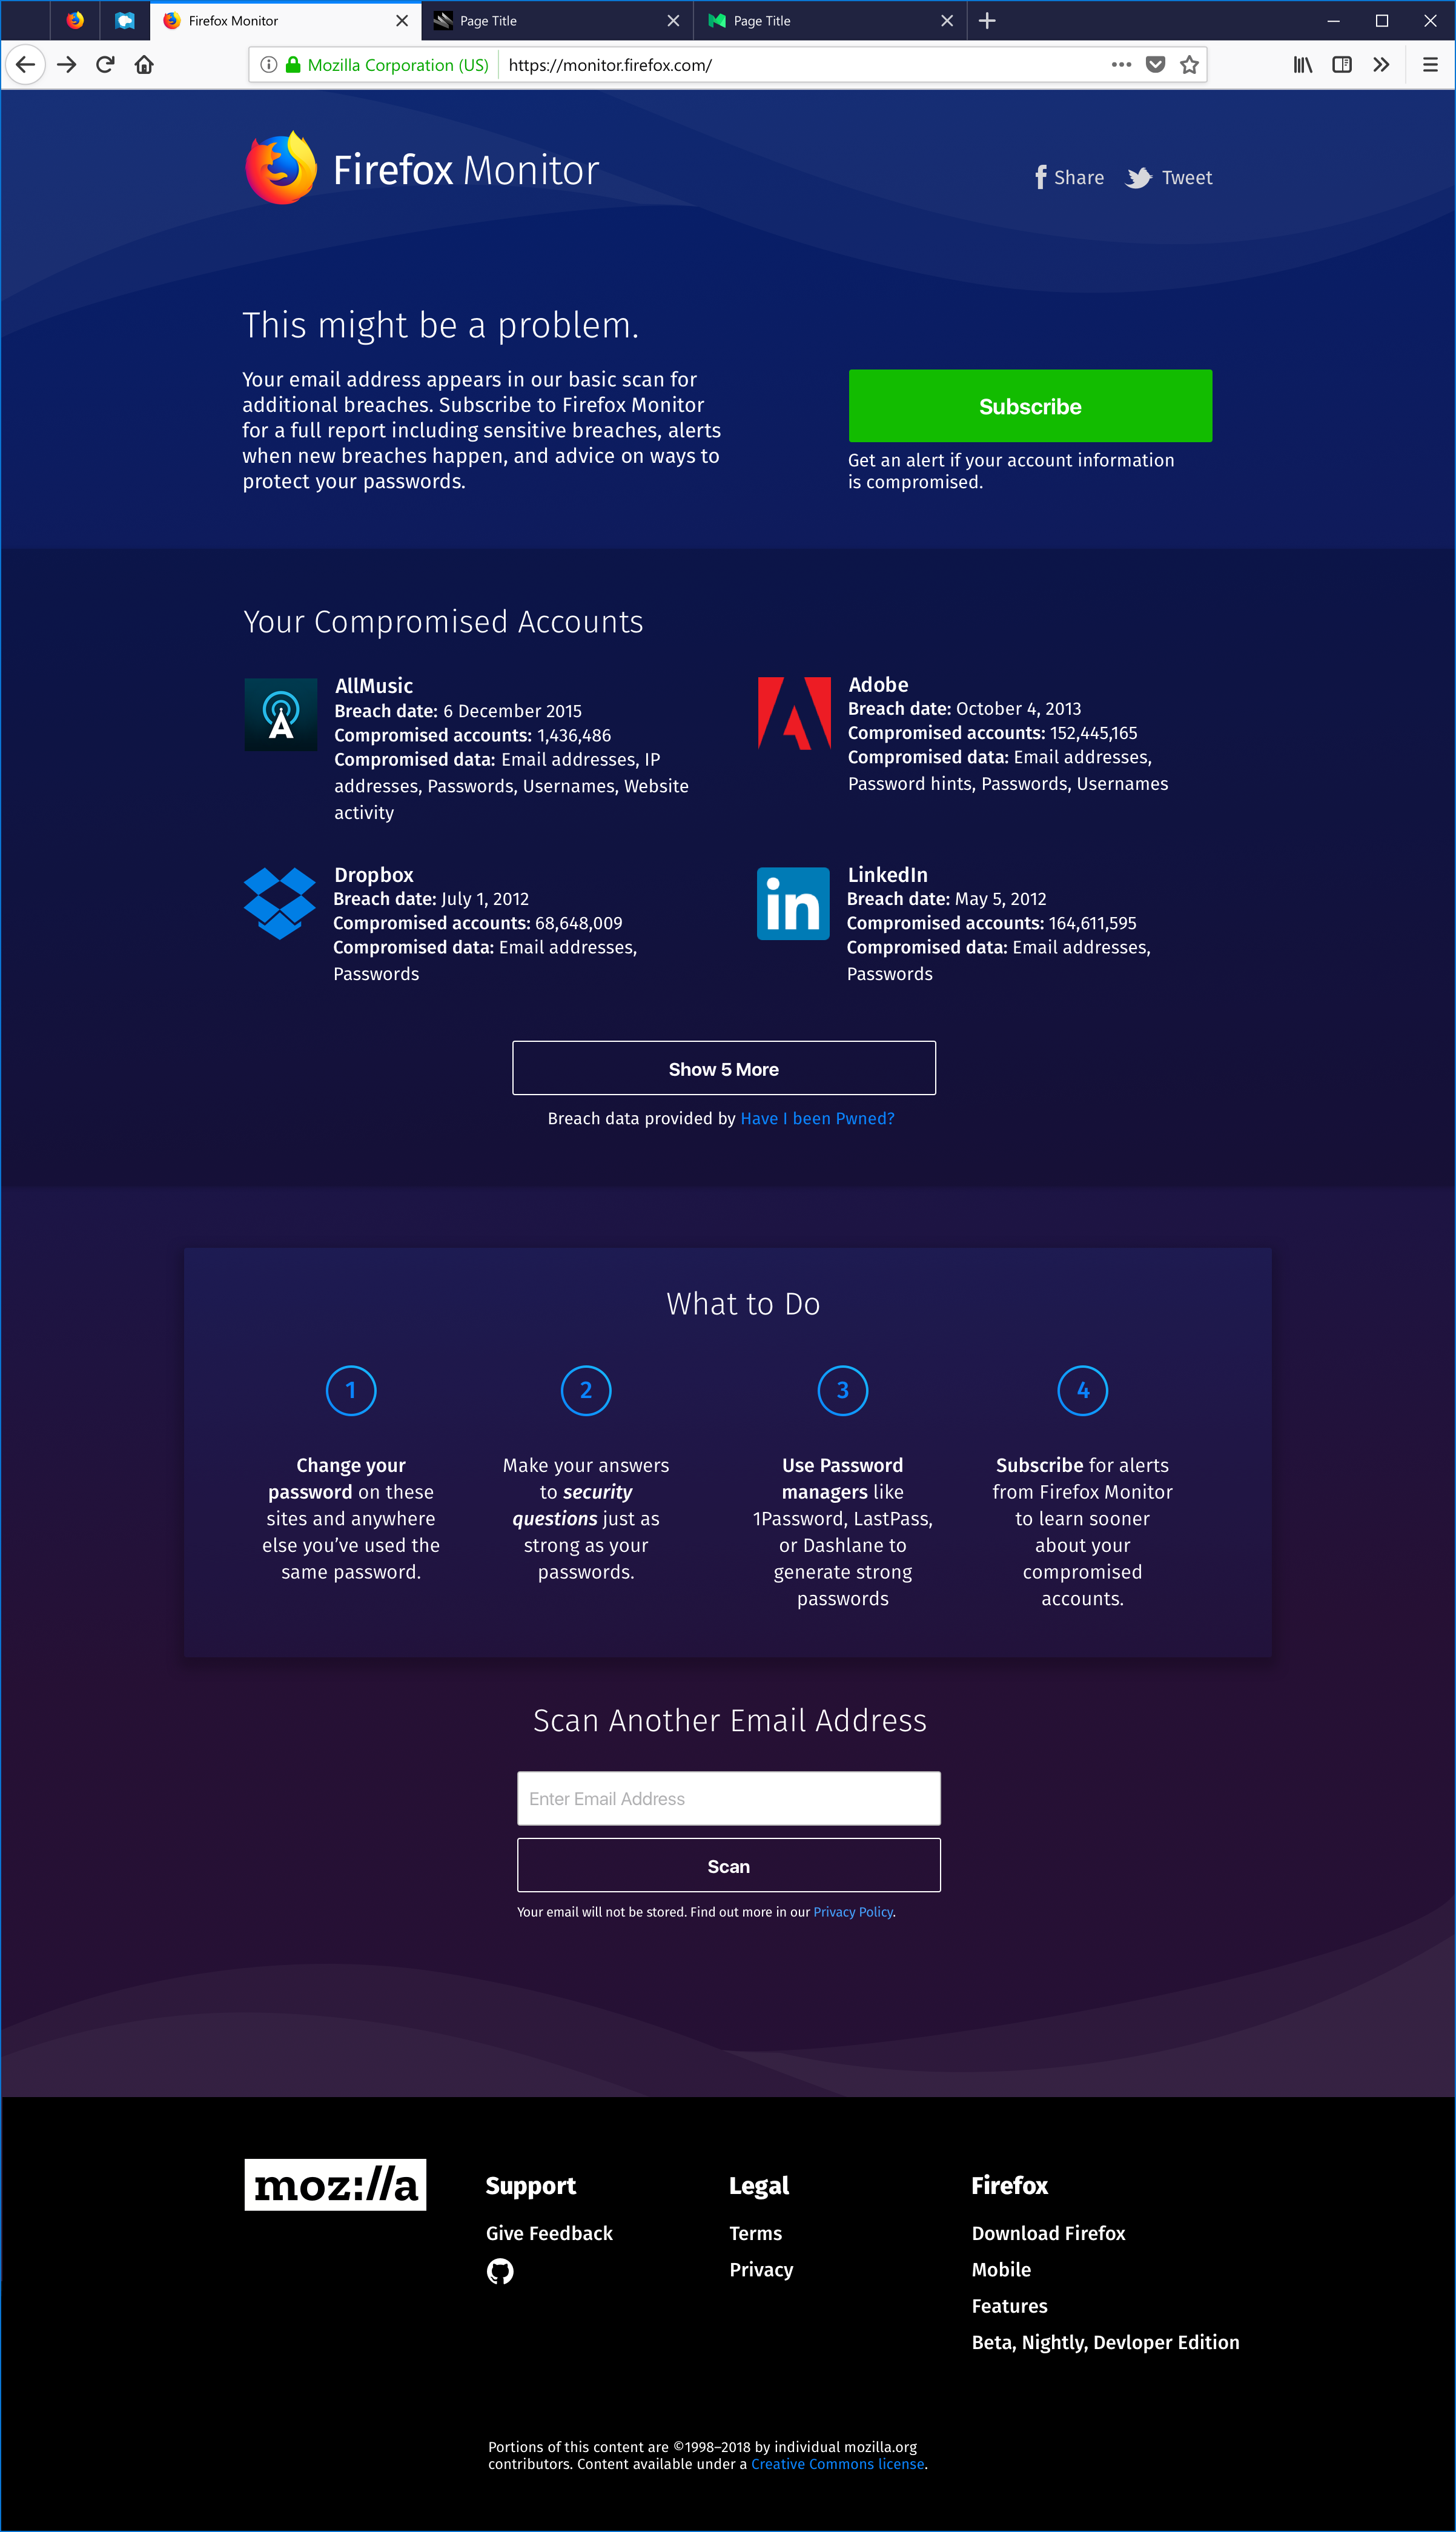 Firefox Monitor
Page Title
Page Title
Mozilla Corporation (US)
https://monitor.firefox.com/
Firefox Monitor
Share
Tweet
This might be a problem.
Your email address appears in our basic scan for
additional breaches. Subscribe to Firefox Monitor
for a full report including sensitive breaches, alerts
when new breaches happen, and advice on ways to
protect your passwords.
Subscribe
Get an alert if your account information
is compromised.
Your Compromised Accounts
AllMusic
Breach date: 6 December 2015
Compromised accounts: 1,436,486
Compromised data: Email addresses, IP
addresses, Passwords, Usernames, Website
activity
Adobe
Breach date: October 4, 2013
Compromised accounts: 152,445,165
Compromised data: Email addresses,
Password hints, Passwords, Usernames
Dropbox
Breach date: July 1, 2012
Compromised accounts: 68,648,009
Compromised data: Email addresses,
Passwords
in
LinkedIn
Breach date: May 5, 2012
Compromised accounts: 164,611,595
Compromised data: Email addresses,
Passwords
Show 5 More
Breach data provided by Have I been Pwned?
What to Do
1
Change your
password on these
sites and anywhere
else you’ve used the
same password.
2
Make your answers
to security
questions just as
strong as your
passwords.
3
Use Password
managers like
1Password, LastPass,
or Dashlane to
generate strong
passwords
4
Subscribe for alerts
from Firefox Monitor
to learn sooner
about your
compromised
accounts.
Scan Another Email Address
Enter Email Address
Scan
Your email will not be stored. Find out more in our Privacy Policy.
moz://a
Support
Give Feedback
Legal
Terms
Privacy
Firefox
Download Firefox
Mobile
Features
Beta, Nightly, Devloper Edition
Portions of this content are ©1998–2018 by individual mozilla.org
contributors. Content available under a Creative Commons license.